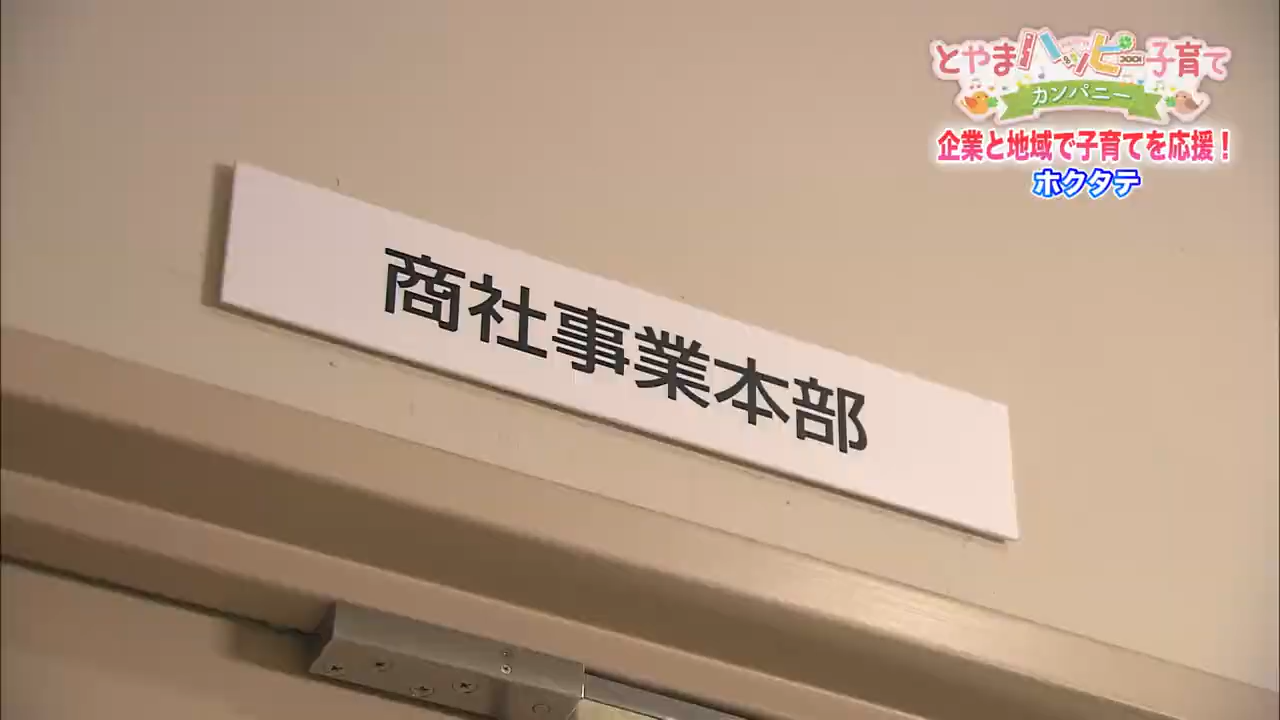 とやまハッピー子育て
カンパニー
企業と地域で子育てを応援!
ホクタテ
商社事業本部